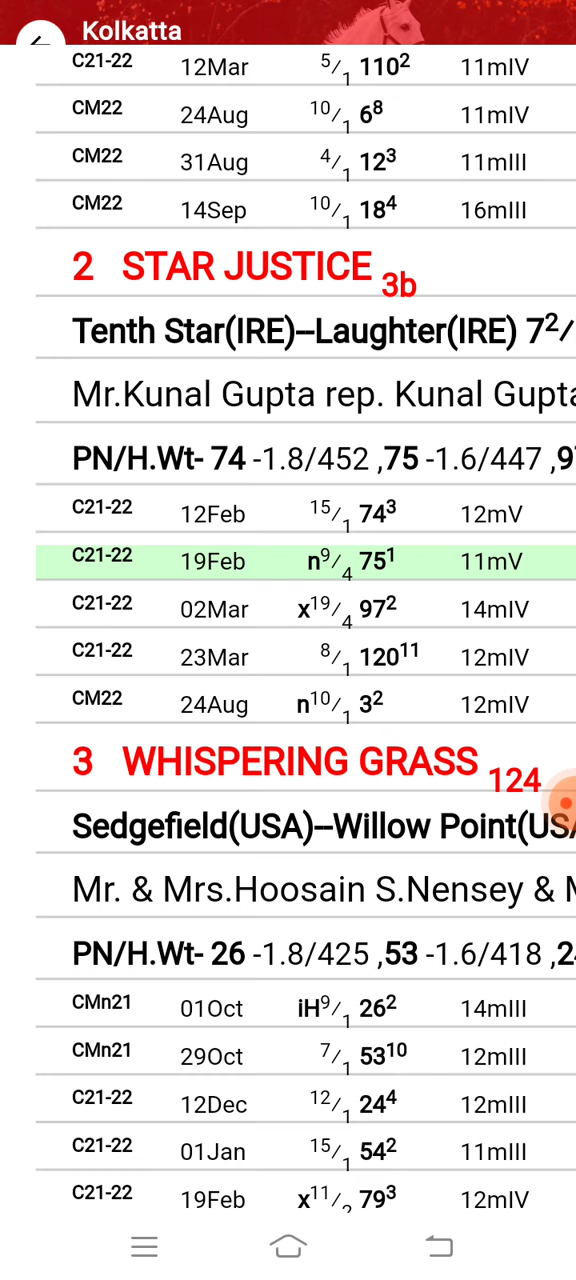 Kolkatta
C21-22 12Mar 5/1 110² 11mIV
CM22 24Aug 10/1 6⁸ 11mIV
CM22 31Aug 4/1 12³ 11mIII
CM22 14Sep 10/1 18⁴ 16mIII
2 STAR JUSTICE 3b
Tenth Star(IRE)--Laughter(IRE) 7²/
Mr.Kunal Gupta rep. Kunal Gupta
PN/H.Wt- 74 -1.8/452 ,75 -1.6/447 ,97
C21-22 12Feb 15/1 74³ 12mV
C21-22 19Feb n9/4 75¹ 11mV
C21-22 02Mar x19/4 97² 14mIV
C21-22 23Mar 8/1 120¹¹ 12mIV
CM22 24Aug n10/1 3² 12mIV
3 WHISPERING GRASS 124
Sedgefield(USA)--Willow Point(USA
Mr. & Mrs.Hoosain S.Nensey & M
PN/H.Wt- 26 -1.8/425 ,53 -1.6/418 ,24
CMn21 01Oct iH9/1 26² 14mIII
CMn21 29Oct 7/1 53¹⁰ 12mIII
C21-22 12Dec 12/1 24⁴ 12mIII
C21-22 01Jan 15/1 54² 11mIII
C21-22 19Feb x11/2 79³ 12mIV